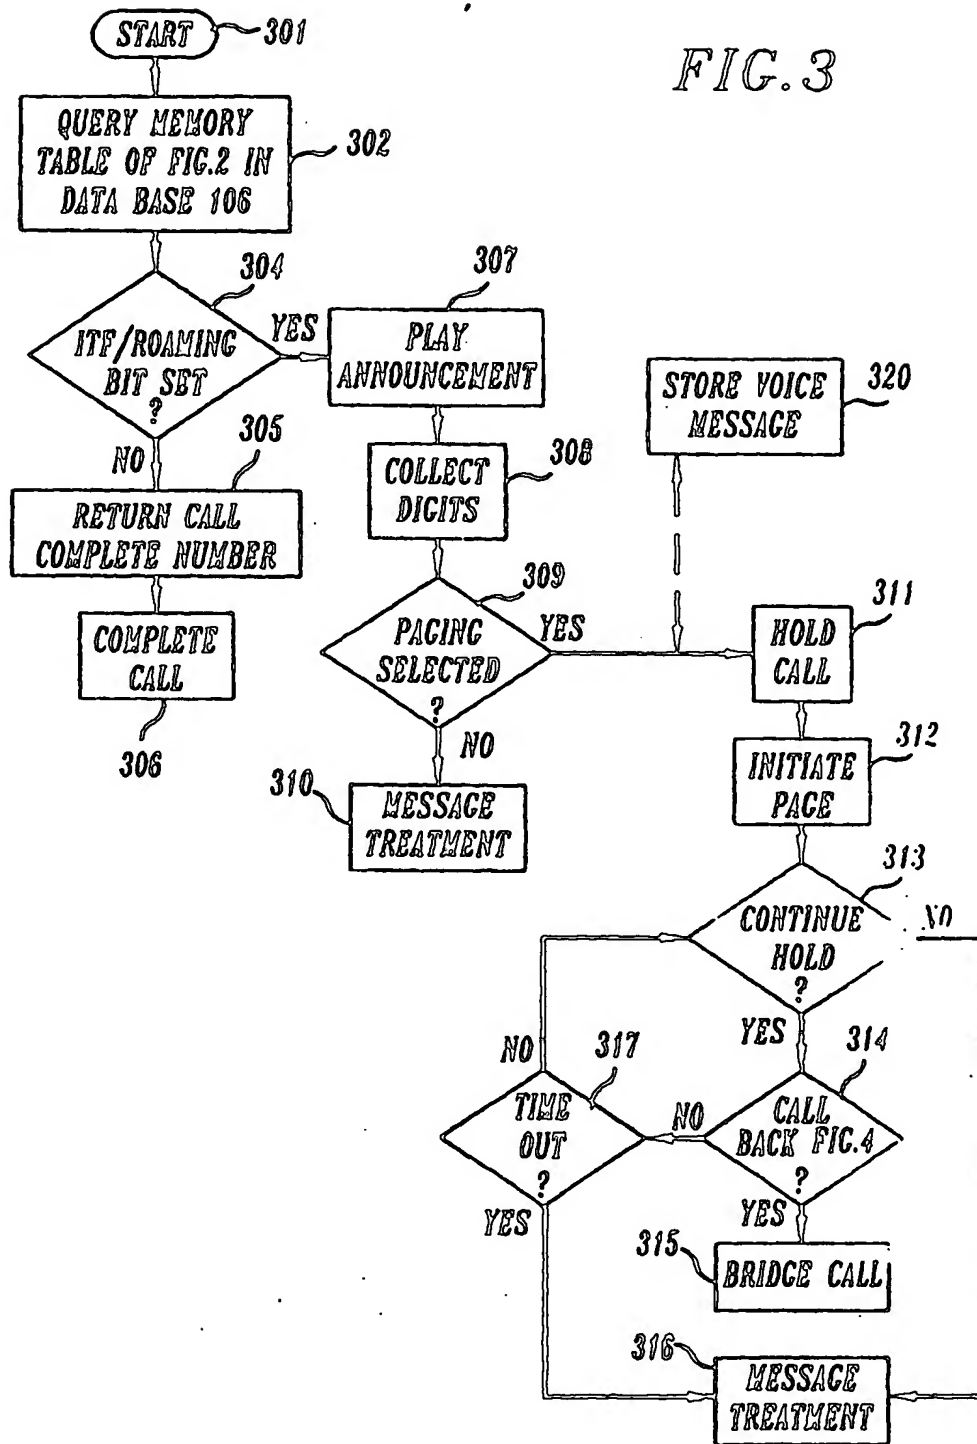 FIG.3
START
301
QUERY MEMORY
TABLE OF FIG.2 IN
DATA BASE 106
302
304
ITF/ROAMING
BIT SET
?
YES
NO
307
PLAY
ANNOUNCEMENT
305
RETURN CALL
COMPLETE NUMBER
COMPLETE
CALL
306
308
COLLECT
DIGITS
309
PAGING
SELECTED
?
YES
NO
310
MESSAGE
TREATMENT
STORE VOICE
MESSAGE
320
311
HOLD
CALL
312
INITIATE
PAGE
313
CONTINUE
HOLD
?
NO
YES
314
CALL
BACK FIG.4
?
NO
YES
317
TIME
OUT
?
NO
YES
315
BRIDGE CALL
316
MESSAGE
TREATMENT